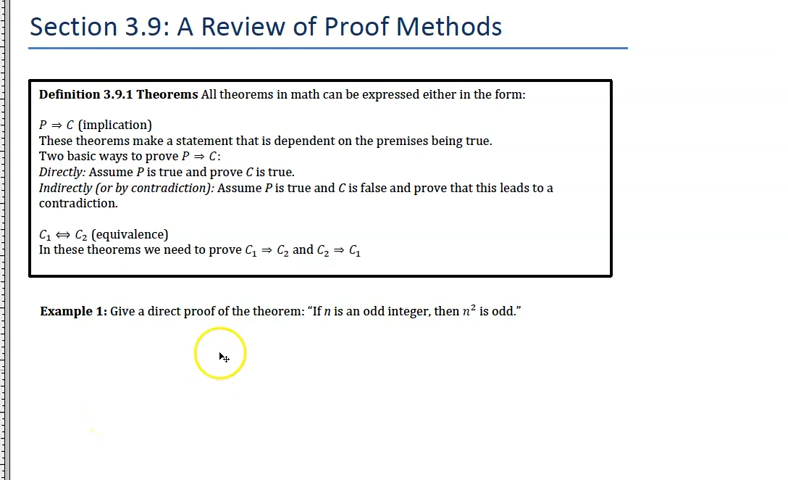 Section 3.9: A Review of Proof Methods
Definition 3.9.1 Theorems All theorems in math can be expressed either in the form:
P ⇒ C (implication)
These theorems make a statement that is dependent on the premises being true.
Two basic ways to prove P ⇒ C:
Directly: Assume P is true and prove C is true.
Indirectly (or by contradiction): Assume P is true and C is false and prove that this leads to a
contradiction.
C₁ ⟺ C₂ (equivalence)
In these theorems we need to prove C₁ ⇒ C₂ and C₂ ⇒ C₁
Example 1: Give a direct proof of the theorem: “If n is an odd integer, then n² is odd.”